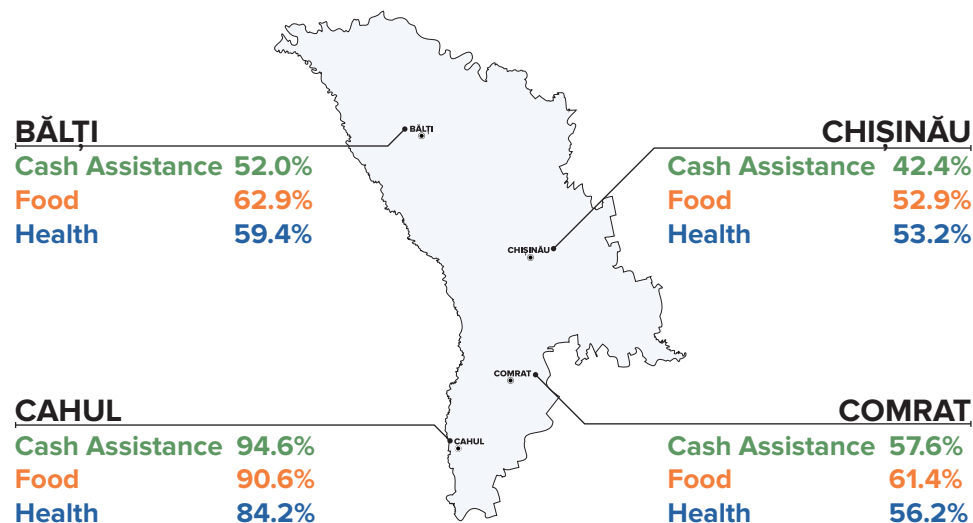 BĂLȚI
Cash Assistance 52.0%
Food 62.9%
Health 59.4%
CHIȘINĂU
Cash Assistance 42.4%
Food 52.9%
Health 53.2%
BĂLȚI
CHIȘINĂU
COMRAT
CAHUL
CAHUL
Cash Assistance 94.6%
Food 90.6%
Health 84.2%
COMRAT
Cash Assistance 57.6%
Food 61.4%
Health 56.2%